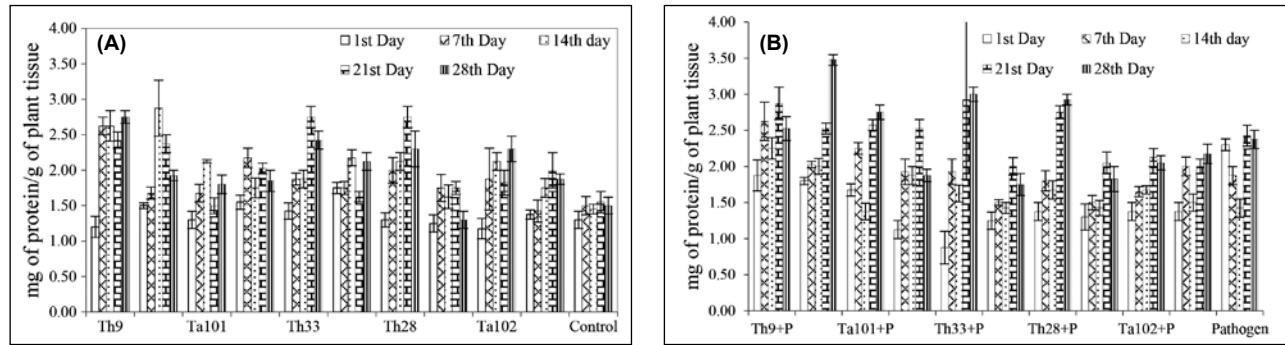 (A)
mg of protein/g of plant tissue
4.00
3.50
3.00
2.50
2.00
1.50
1.00
0.50
0.00
1st Day 7th Day 14th day
21st Day 28th Day
Th9 Ta101 Th33 Th28 Ta102 Control
(B)
mg of protein/g of plant tissue
4.00
3.50
3.00
2.50
2.00
1.50
1.00
0.50
0.00
1st Day 7th Day 14th Day
21st Day 28th Day
Th9+P Ta101+P Th33+P Th28+P Ta102+P Pathogen